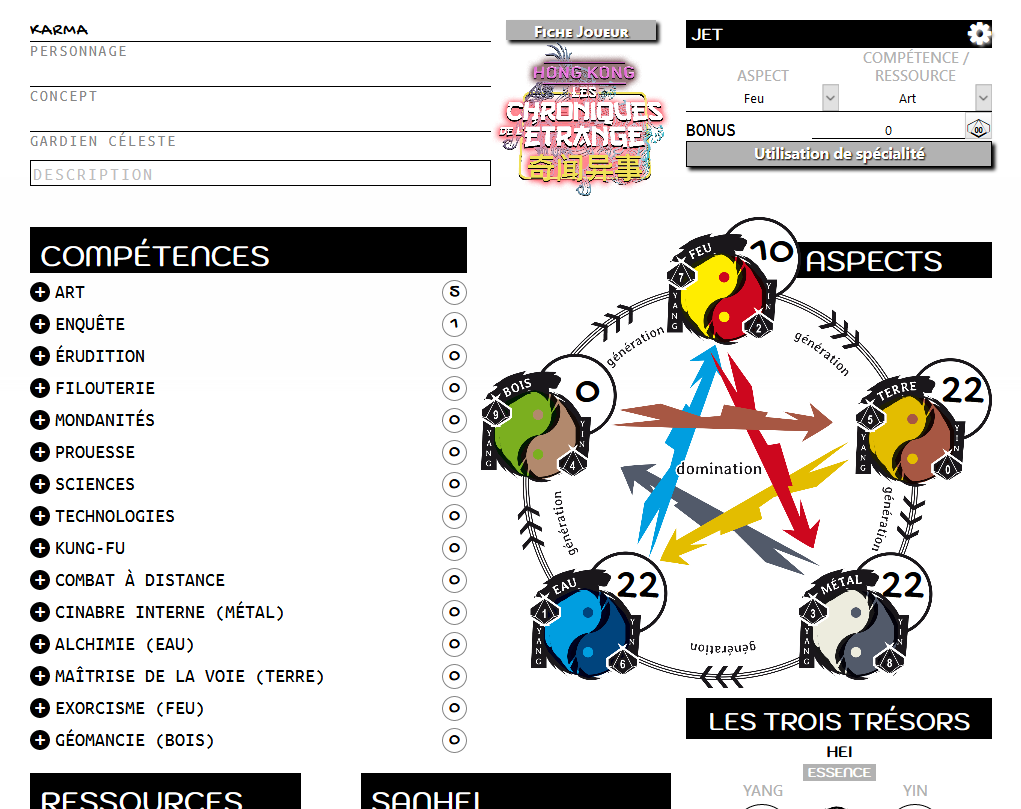 KARMA
PERSONNAGE
CONCEPT
GARDIEN CÉLESTE
DESCRIPTION
Fiche Joueur
HONG KONG
LES
CHRONIQUES
DE L'ÉTRANGE
奇闻异事
JET
ASPECT
COMPÉTENCE /
RESSOURCE
Feu
Art
BONUS
0
00
Utilisation de spécialité
COMPÉTENCES
ART
5
ENQUÊTE
1
ÉRUDITION
0
FILOUTERIE
0
MONDANITÉS
0
PROUESSE
0
SCIENCES
0
TECHNOLOGIES
0
KUNG-FU
0
COMBAT À DISTANCE
0
CINABRE INTERNE (MÉTAL)
0
ALCHIMIE (EAU)
0
MAÎTRISE DE LA VOIE (TERRE)
0
EXORCISME (FEU)
0
GÉOMANCIE (BOIS)
0
ASPECTS
FEU
10
7
YANG
YIN
2
génération
génération
BOIS
0
9
YANG
YIN
4
TERRE
22
5
YANG
YIN
0
domination
génération
génération
EAU
22
1
YANG
YIN
6
MÉTAL
22
3
YANG
YIN
8
génération
LES TROIS TRÉSORS
HEI
ESSENCE
YANG
YIN
RESSOURCES
SANHEI